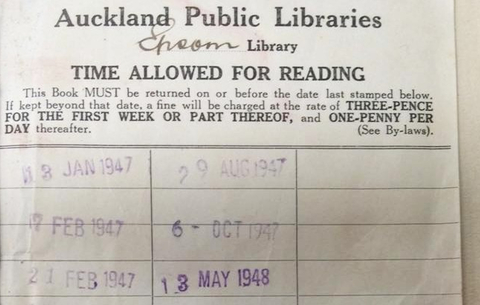 Auckland Public Libraries
Epsom Library
TIME ALLOWED FOR READING
This Book MUST be returned on or before the date last stamped below.
If kept beyond that date, a fine will be charged at the rate of THREE-PENCE
FOR THE FIRST WEEK OR PART THEREOF, and ONE-PENNY PER
DAY thereafter. (See By-laws).
13 JAN 1947 29 AUG 1947
17 FEB 1947 6 - OCT 1947
21 FEB 1947 13 MAY 1948